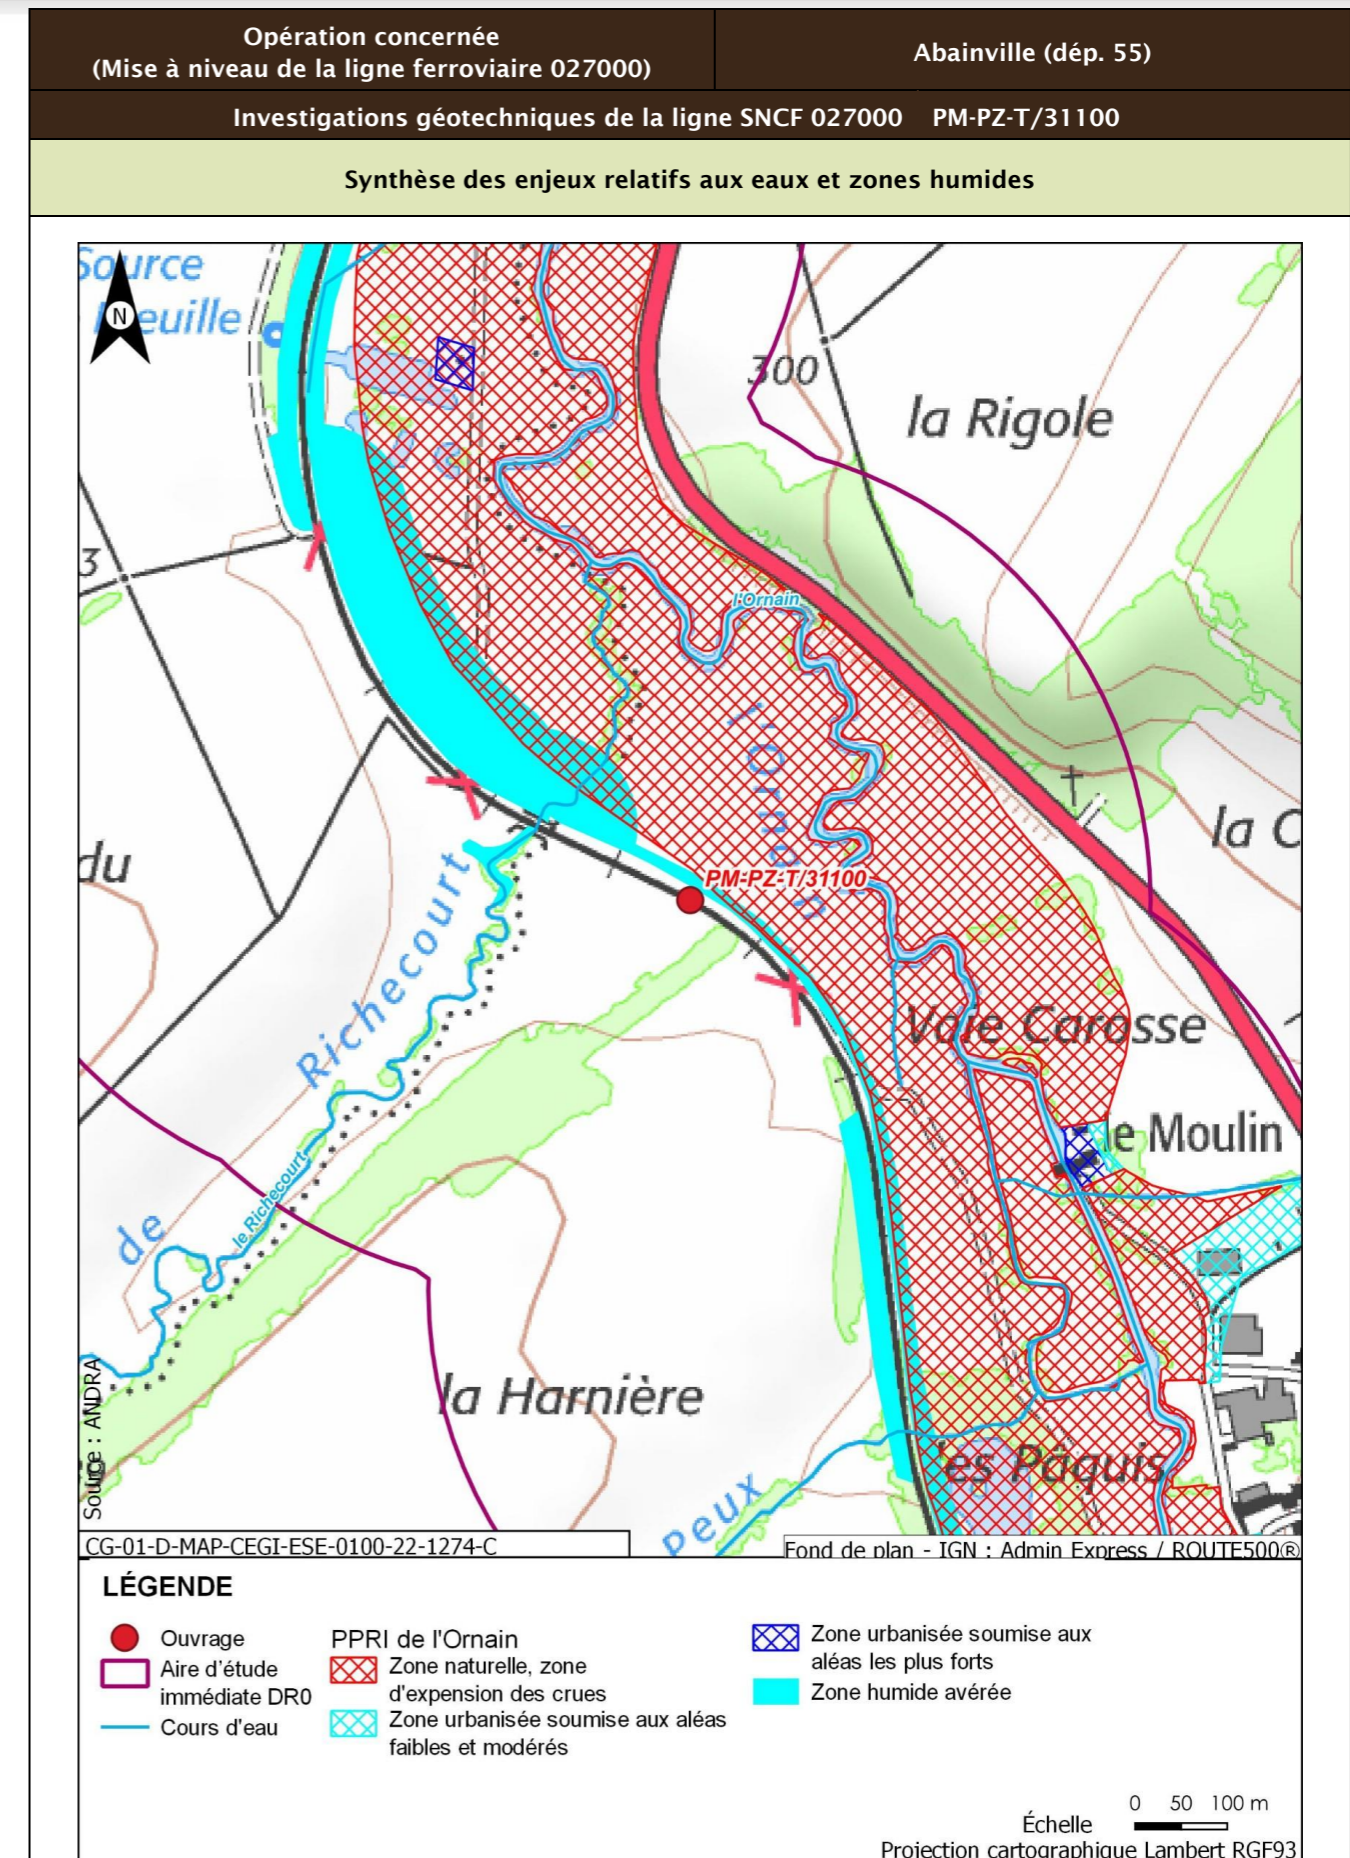 Opération concernée
(Mise à niveau de la ligne ferroviaire 027000)
Abainville (dép. 55)
Investigations géotechniques de la ligne SNCF 027000 PM-PZ-T/31100
Synthèse des enjeux relatifs aux eaux et zones humides
Source
N
euille
300
la Rigole
3
l'Ornain
l'Ornain
la C
du
PM-PZ-T/31100
Richecourt
Voie Carosse
le Moulin
de
le Richecourt
la Harnière
les Pâquis
Peux
Source : ANDRA
CG-01-D-MAP-CEGI-ESE-0100-22-1274-C
Fond de plan - IGN : Admin Express / ROUTE500®
LÉGENDE
Ouvrage
Aire d'étude
immédiate DR0
Cours d'eau
PPRI de l'Ornain
Zone naturelle, zone
d'expension des crues
Zone urbanisée soumise aux aléas
faibles et modérés
Zone urbanisée soumise aux
aléas les plus forts
Zone humide avérée
0 50 100 m
Échelle
Projection cartographique Lambert RGF93